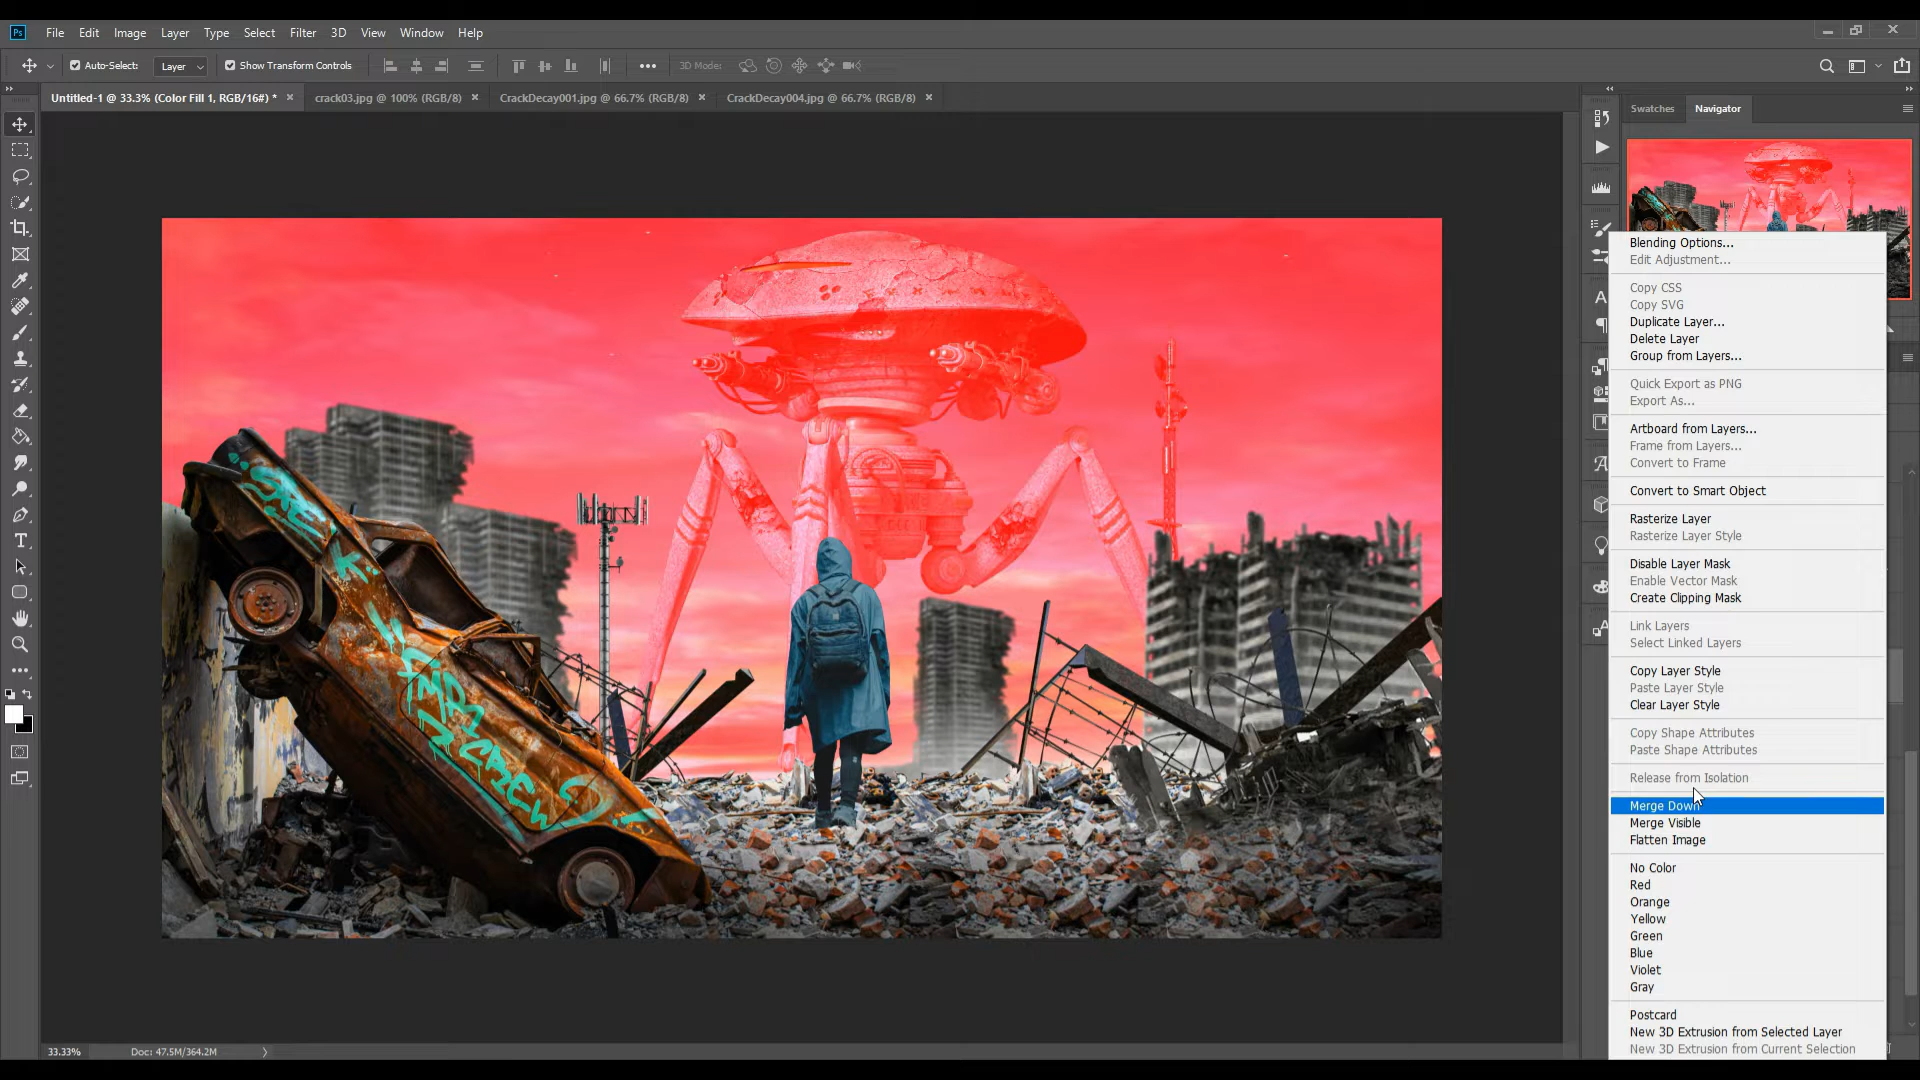 Ps File Edit Image Layer Type Select Filter 3D View Window Help
Auto-Select: Layer Show Transform Controls 3D Mode:
Untitled-1 @ 33.3% (Color Fill 1, RGB/16#) * crack03.jpg @ 100% (RGB/8) CrackDecay001.jpg @ 66.7% (RGB/8) CrackDecay004.jpg @ 66.7% (RGB/8)
Swatches Navigator
Blending Options...
Edit Adjustment...
Copy CSS
Copy SVG
Duplicate Layer...
Delete Layer
Group from Layers...
Quick Export as PNG
Export As...
Artboard from Layers...
Frame from Layers...
Convert to Frame
Convert to Smart Object
Rasterize Layer
Rasterize Layer Style
Disable Layer Mask
Enable Vector Mask
Create Clipping Mask
Link Layers
Select Linked Layers
Copy Layer Style
Paste Layer Style
Clear Layer Style
Copy Shape Attributes
Paste Shape Attributes
Release from Isolation
Merge Down
Merge Visible
Flatten Image
No Color
Red
Orange
Yellow
Green
Blue
Violet
Gray
Postcard
New 3D Extrusion from Selected Layer
New 3D Extrusion from Current Selection
33.33% Doc: 47.5M/364.2M